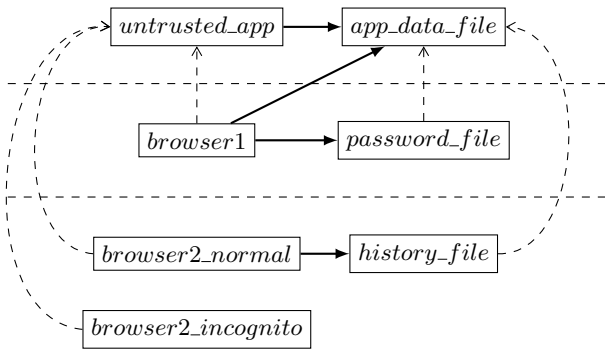 untrusted_app app_data_file
browser1 password_file
browser2_normal history_file
browser2_incognito